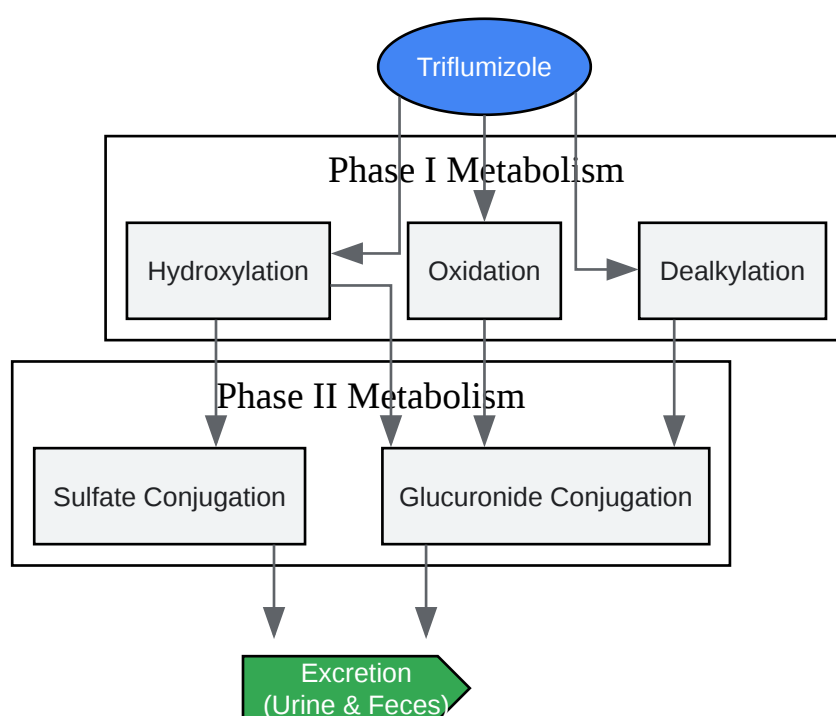 Triflumizole
Phase I Metabolism
Hydroxylation
Oxidation
Dealkylation
Phase II Metabolism
Sulfate Conjugation
Glucuronide Conjugation
Excretion
(Urine & Feces)